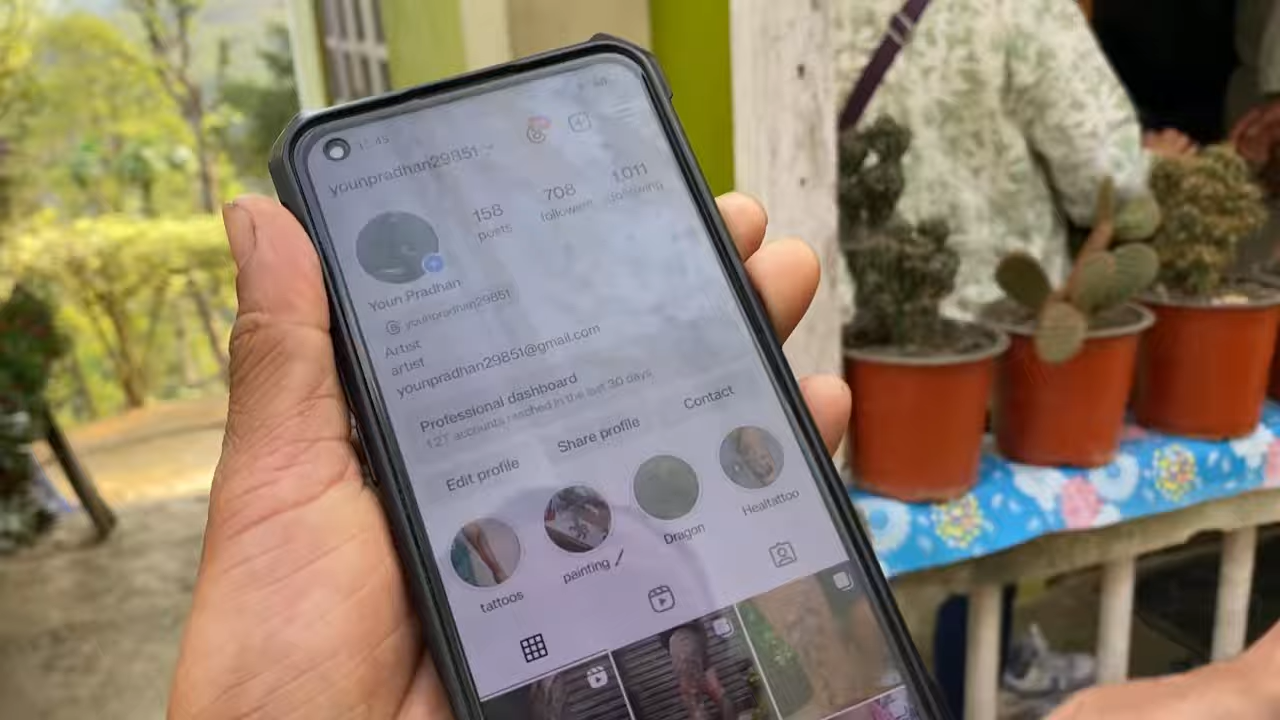 younpradhan29851
158 708 1,011
posts followers following
Youn Pradhan
younpradhan29851
Artist
artist
younpradhan29851@gmail.com
Professional dashboard
127 accounts reached in the last 30 days.
Edit profile Share profile Contact
tattoos painting Dragon Healtattoo